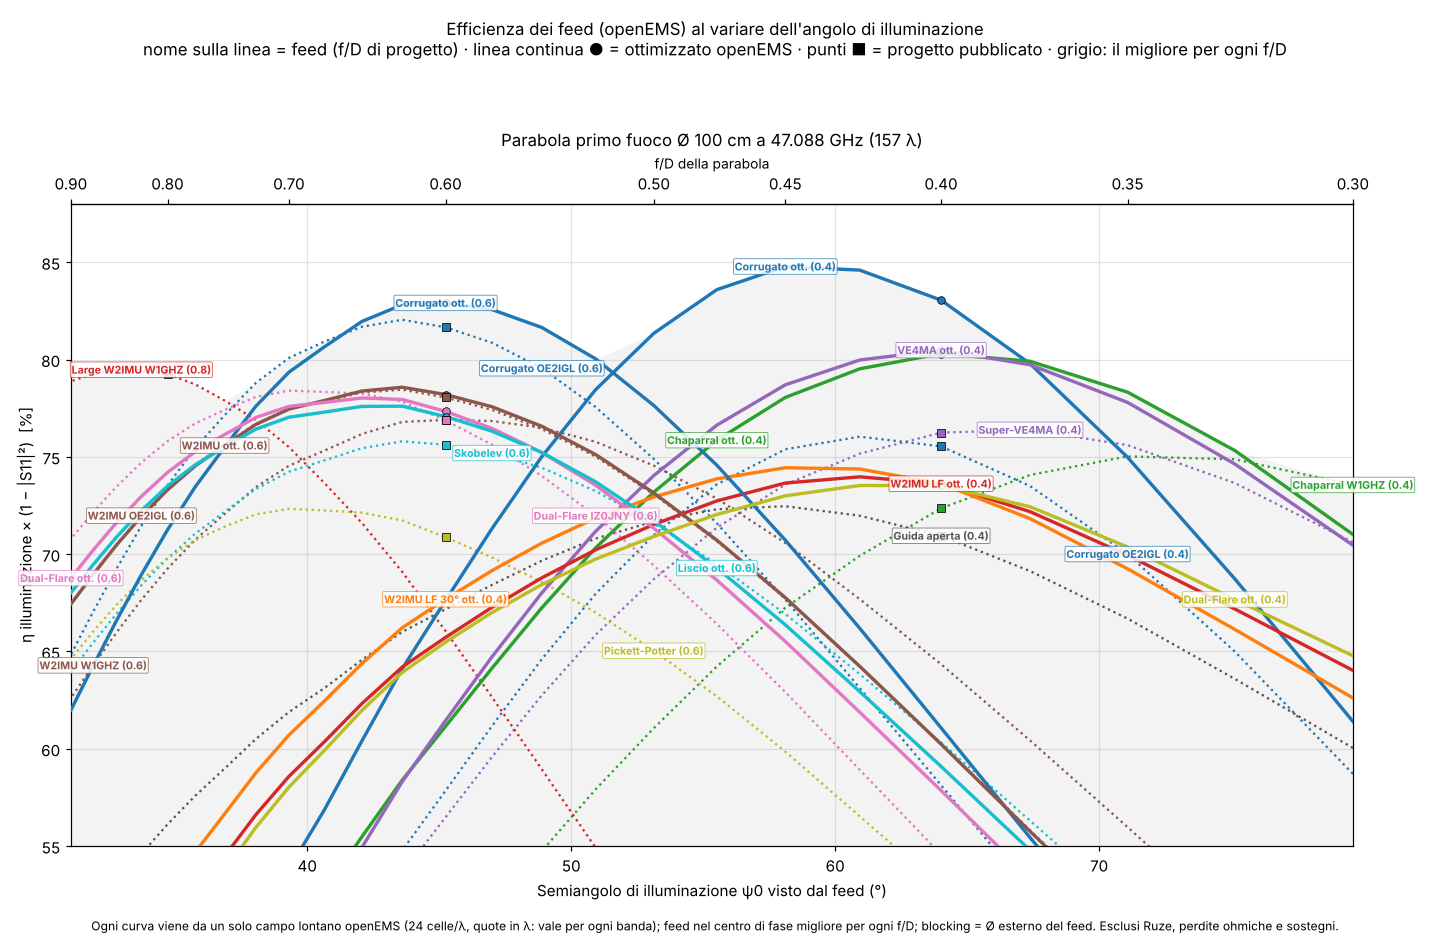 Efficienza dei feed (openEMS) al variare dell'angolo di illuminazione
nome sulla linea = feed (f/D di progetto) · linea continua ● = ottimizzato openEMS · punti ■ = progetto pubblicato · grigio: il migliore per ogni f/D
Parabola primo fuoco Ø 100 cm a 47.088 GHz (157 λ)
f/D della parabola
0.90 0.80 0.70 0.60 0.50 0.45 0.40 0.35 0.30
85
80
75
70
65
60
55
η illuminazione × (1 − |S11|²) [%]
Corrugato ott. (0.4)
Corrugato ott. (0.6)
VE4MA ott. (0.4)
Large W2IMU W1GHZ (0.8)
Corrugato OE2IGL (0.6)
Super-VE4MA (0.4)
Chaparral ott. (0.4)
W2IMU ott. (0.6)
Skobelev (0.6)
W2IMU LF ott. (0.4)
Chaparral W1GHZ (0.4)
W2IMU OE2IGL (0.6)
Dual-Flare IZ0JNY (0.6)
Guida aperta (0.4)
Corrugato OE2IGL (0.4)
Liscio ott. (0.6)
Dual-Flare ott. (0.6)
W2IMU LF 30° ott. (0.4)
Dual-Flare ott. (0.4)
Pickett-Potter (0.6)
W2IMU W1GHZ (0.6)
40 50 60 70
Semiangolo di illuminazione ψ0 visto dal feed (°)
Ogni curva viene da un solo campo lontano openEMS (24 celle/λ, quote in λ: vale per ogni banda); feed nel centro di fase migliore per ogni f/D; blocking = Ø esterno del feed. Esclusi Ruze, perdite ohmiche e sostegni.